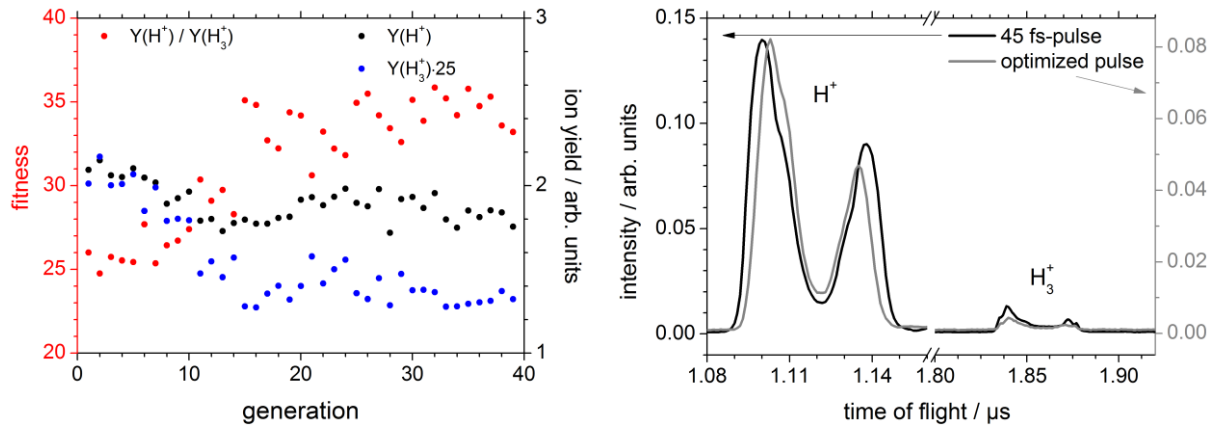 40
35
30
25
20
fitness
Y(H⁺) / Y(H₃⁺)
Y(H⁺)
Y(H₃⁺)·25
3
2
1
ion yield / arb. units
0 10 20 30 40
generation
0.15
0.10
0.05
0.00
intensity / arb. units
45 fs-pulse
optimized pulse
H⁺
H₃⁺
0.08
0.06
0.04
0.02
0.00
1.08 1.11 1.14 1.80 1.85 1.90
time of flight / µs